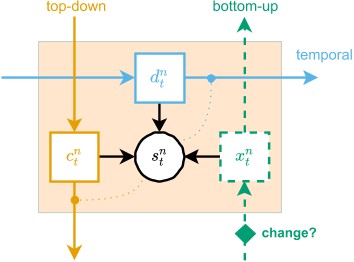 top-down
bottom-up
temporal
d_t^n
c_t^n
s_t^n
x_t^n
change?